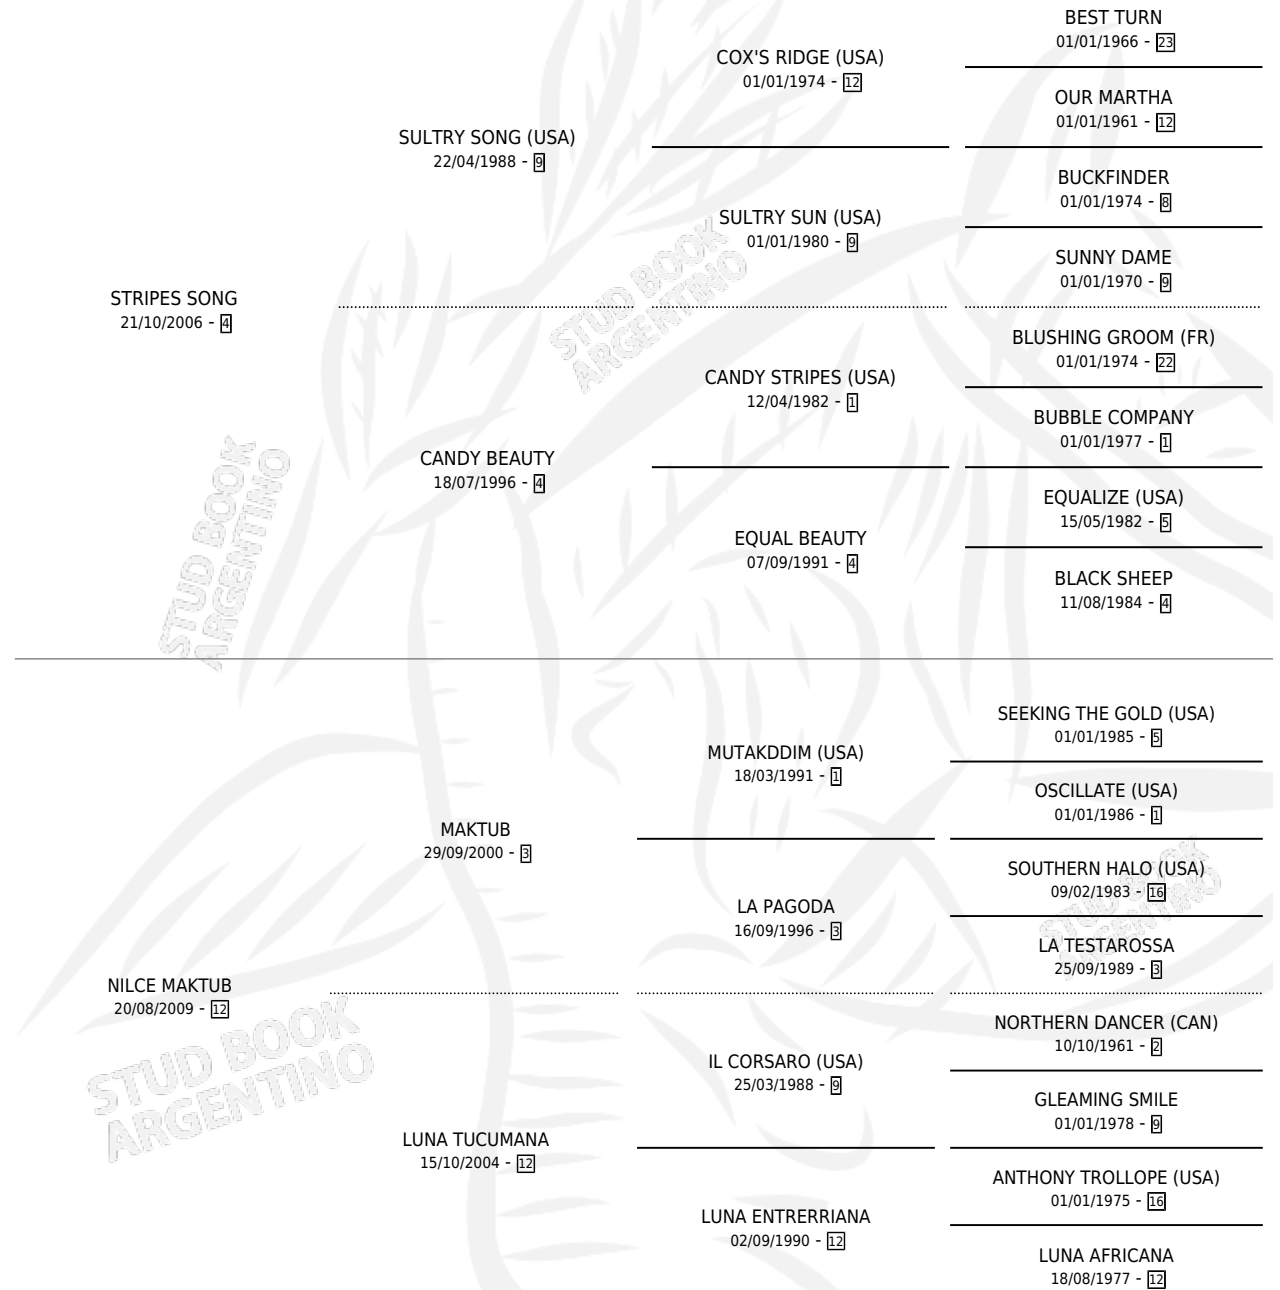 BEST TURN
01/01/1966 - 23
COX'S RIDGE (USA)
01/01/1974 - 12
OUR MARTHA
01/01/1961 - 12
SULTRY SONG (USA)
22/04/1988 - 9
BUCKFINDER
01/01/1974 - 8
SULTRY SUN (USA)
01/01/1980 - 9
SUNNY DAME
01/01/1970 - 9
STRIPES SONG
21/10/2006 - 4
BLUSHING GROOM (FR)
01/01/1974 - 22
CANDY STRIPES (USA)
12/04/1982 - 1
BUBBLE COMPANY
01/01/1977 - 1
CANDY BEAUTY
18/07/1996 - 4
EQUALIZE (USA)
15/05/1982 - 5
EQUAL BEAUTY
07/09/1991 - 4
BLACK SHEEP
11/08/1984 - 4
STUD BOOK
ARGENTINO
STUD BOOK
ARGENTINO
SEEKING THE GOLD (USA)
01/01/1985 - 5
MUTAKDDIM (USA)
18/03/1991 - 1
OSCILLATE (USA)
01/01/1986 - 1
MAKTUB
29/09/2000 - 3
SOUTHERN HALO (USA)
09/02/1983 - 16
LA PAGODA
16/09/1996 - 3
LA TESTAROSSA
25/09/1989 - 3
NILCE MAKTUB
20/08/2009 - 12
NORTHERN DANCER (CAN)
10/10/1961 - 2
IL CORSARO (USA)
25/03/1988 - 9
GLEAMING SMILE
01/01/1978 - 9
LUNA TUCUMANA
15/10/2004 - 12
ANTHONY TROLLOPE (USA)
01/01/1975 - 16
LUNA ENTRERRIANA
02/09/1990 - 12
LUNA AFRICANA
18/08/1977 - 12
STUD BOOK
ARGENTINO
STUD BOOK
ARGENTINO